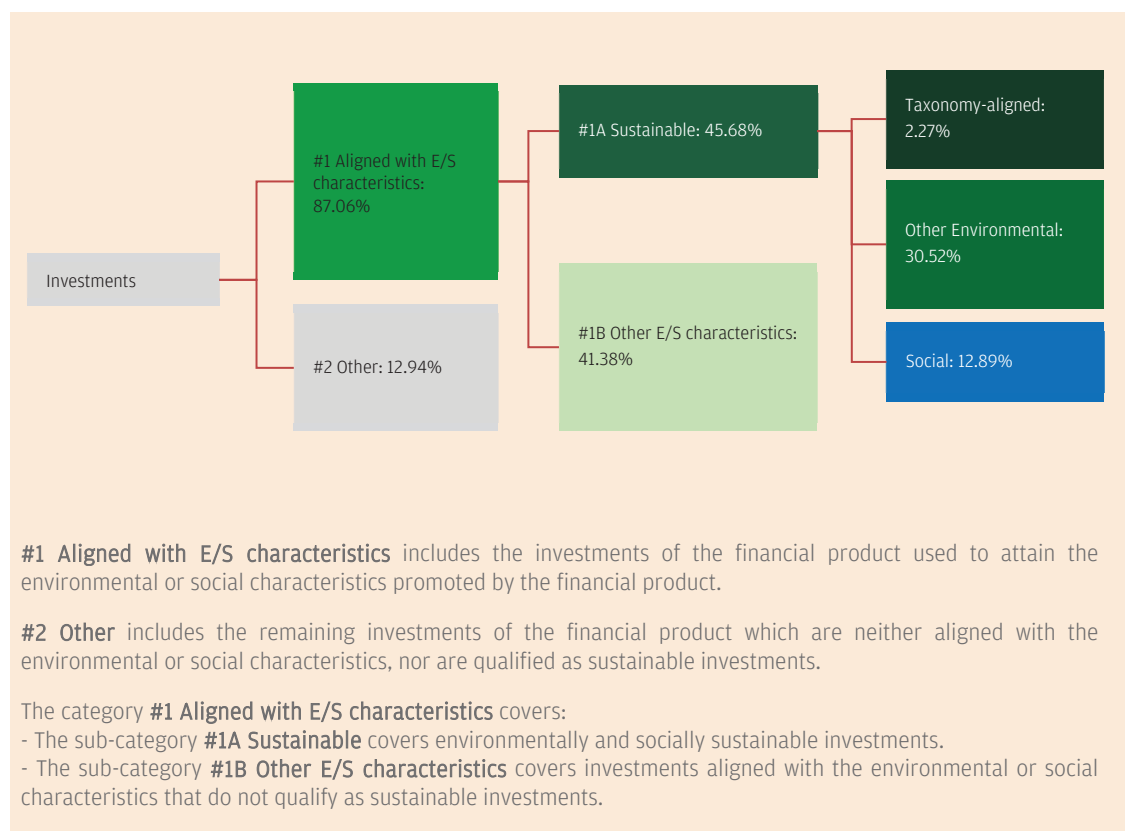 Investments
#1 Aligned with E/S
characteristics:
87.06%
#2 Other: 12.94%
#1A Sustainable: 45.68%
#1B Other E/S characteristics:
41.38%
Taxonomy-aligned:
2.27%
Other Environmental:
30.52%
Social: 12.89%
#1 Aligned with E/S characteristics includes the investments of the financial product used to attain the
environmental or social characteristics promoted by the financial product.
#2 Other includes the remaining investments of the financial product which are neither aligned with the
environmental or social characteristics, nor are qualified as sustainable investments.
The category #1 Aligned with E/S characteristics covers:
- The sub-category #1A Sustainable covers environmentally and socially sustainable investments.
- The sub-category #1B Other E/S characteristics covers investments aligned with the environmental or social
characteristics that do not qualify as sustainable investments.